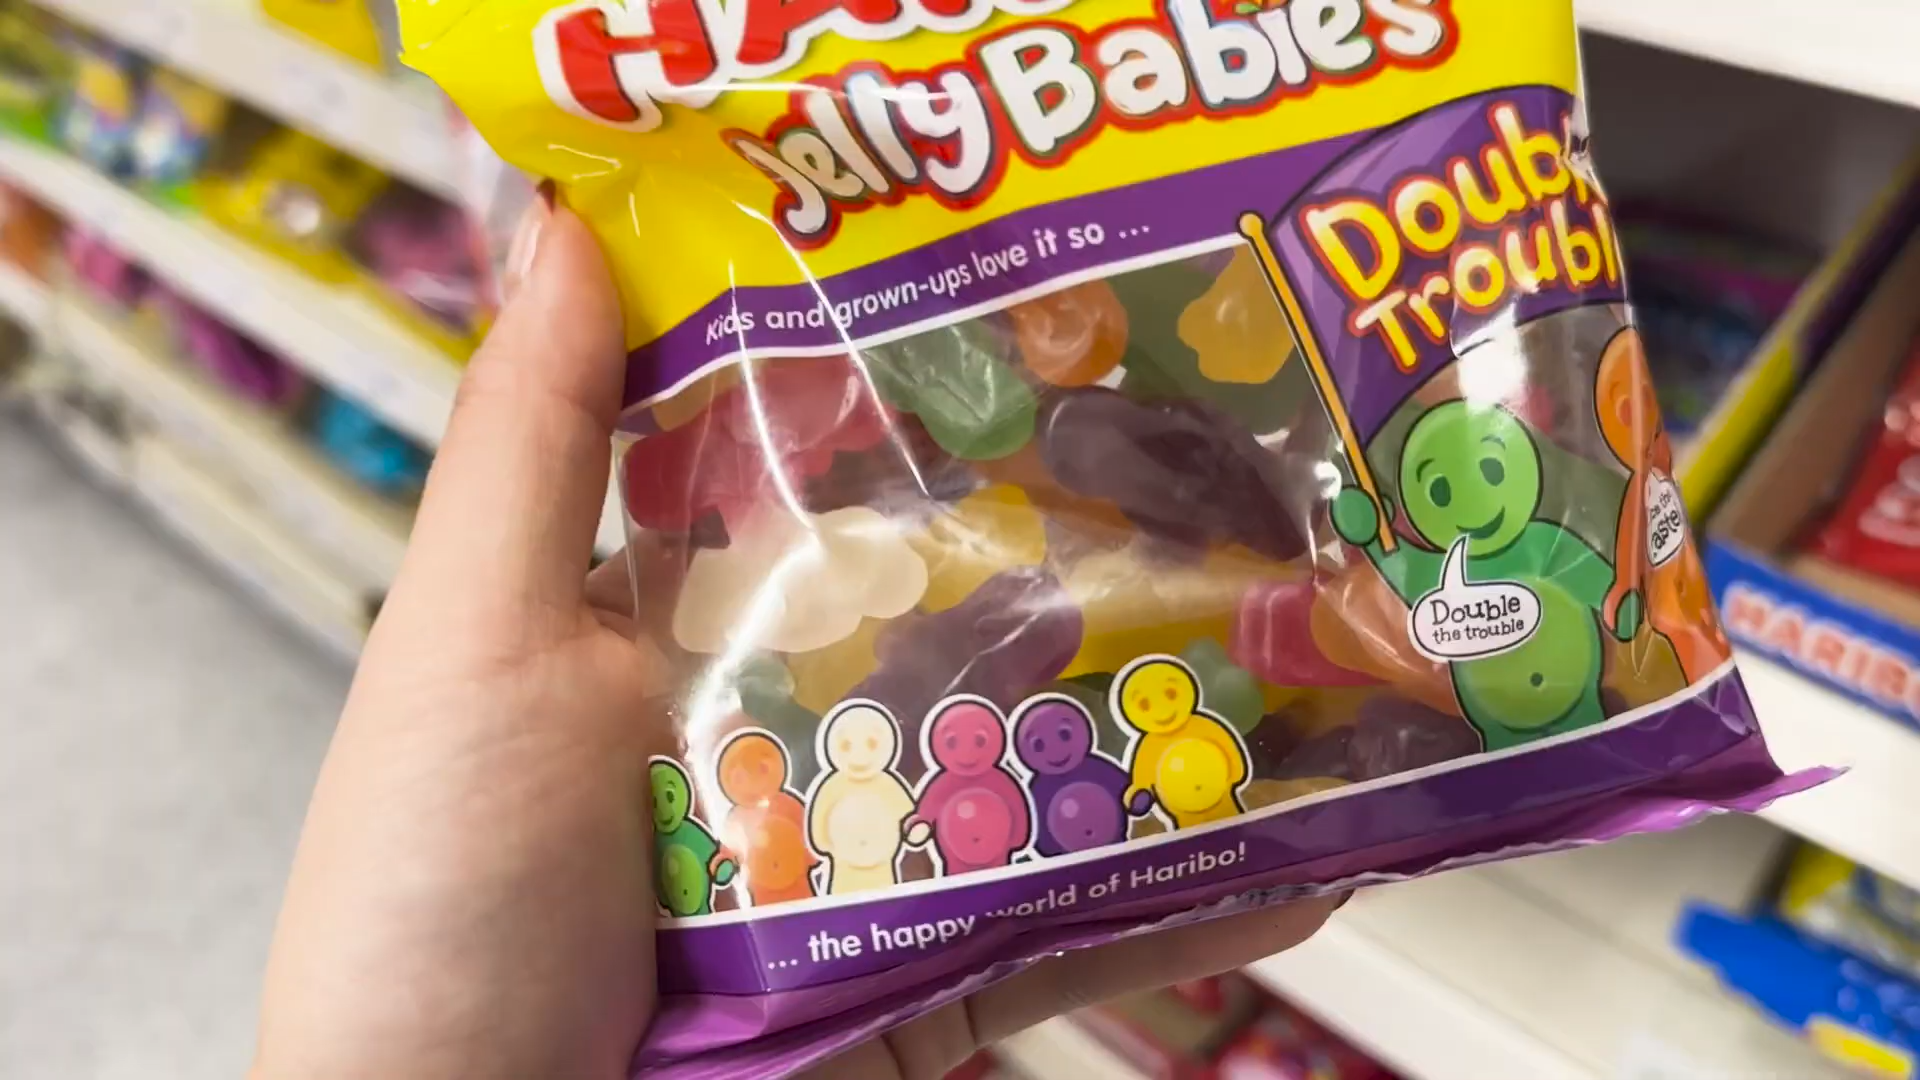 Jelly Babies
Kids and grown-ups love it so ...
Double
the trouble
... the happy world of Haribo!